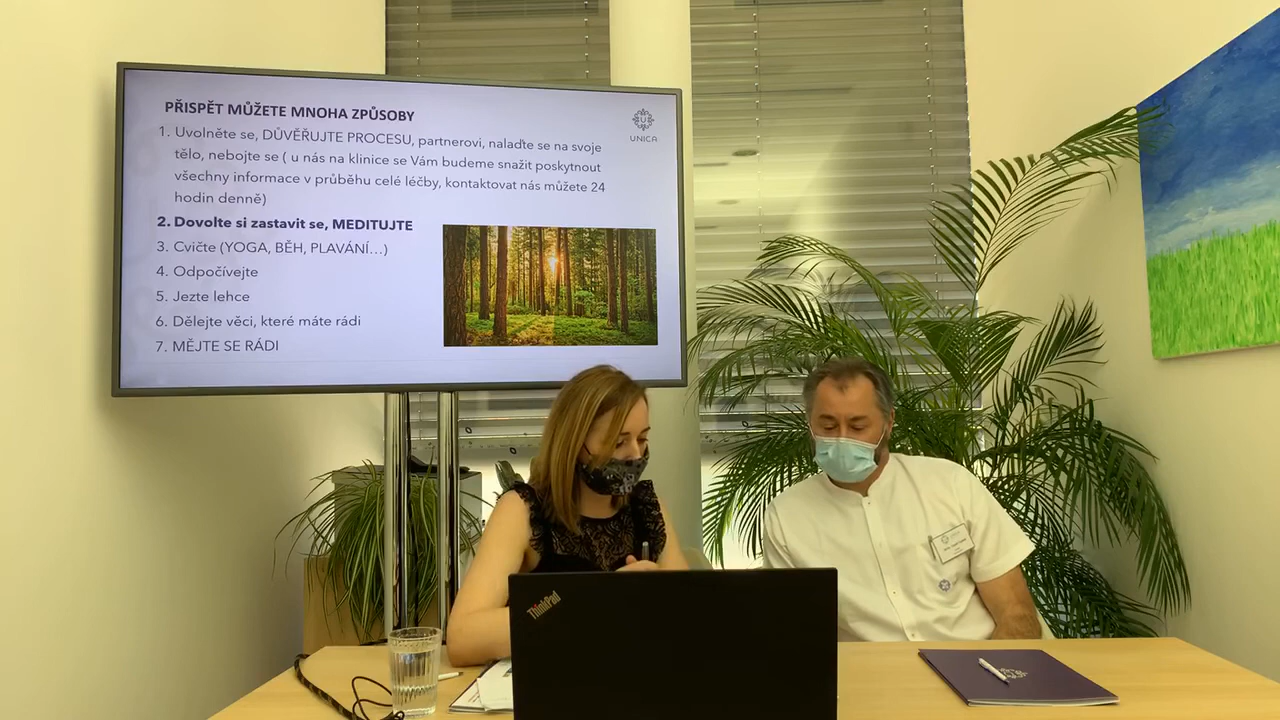 PŘISPĚT MŮŽETE MNOHA ZPŮSOBY
UNICA
1. Uvolněte se, DŮVĚŘUJTE PROCESU, partnerovi, nalaďte se na svoje
tělo, nebojte se ( u nás na klinice se Vám budeme snažit poskytnout
všechny informace v průběhu celé léčby, kontaktovat nás můžete 24
hodin denně)
2. Dovolte si zastavit se, MEDITUJTE
3. Cvičte (YOGA, BĚH, PLAVÁNÍ...)
4. Odpočívejte
5. Jezte lehce
6. Dělejte věci, které máte rádi
7. MĚJTE SE RÁDI
ThinkPad